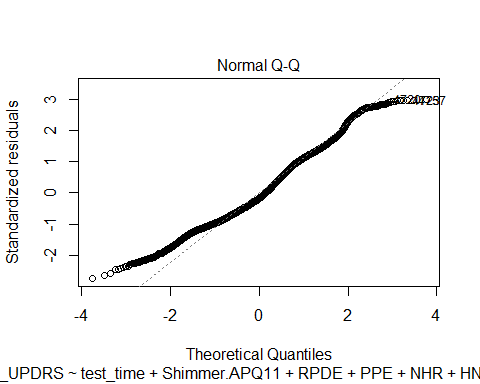 Normal Q-Q
Standardized residuals
3
2
1
0
-1
-2
-4
-2
0
2
4
Theoretical Quantiles
_UPDRS ~ test_time + Shimmer.APQ11 + RPDE + PPE + NHR + HN